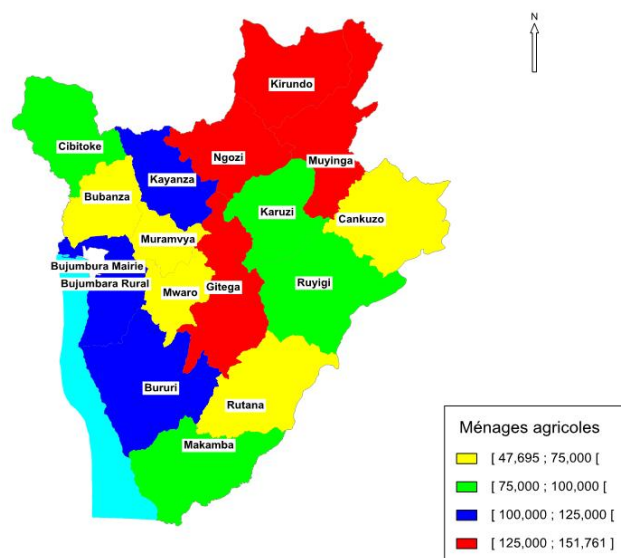 N
Kirundo
Cibitoke
Ngozi
Muyinga
Kayanza
Bubanza
Karuzi
Cankuzo
Muramvya
Bujumbura Mairie
Bujumbara Rural
Mwaro
Gitega
Ruyigi
Bururi
Rutana
Makamba
Ménages agricoles
[ 47,695 ; 75,000 [
[ 75,000 ; 100,000 [
[ 100,000 ; 125,000 [
[ 125,000 ; 151,761 ]